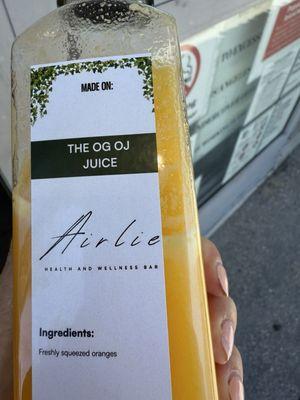 MADE ON:
THE OG OJ
JUICE
Airlie
HEALTH AND WELLNESS BAR
Ingredients:
Freshly squeezed oranges